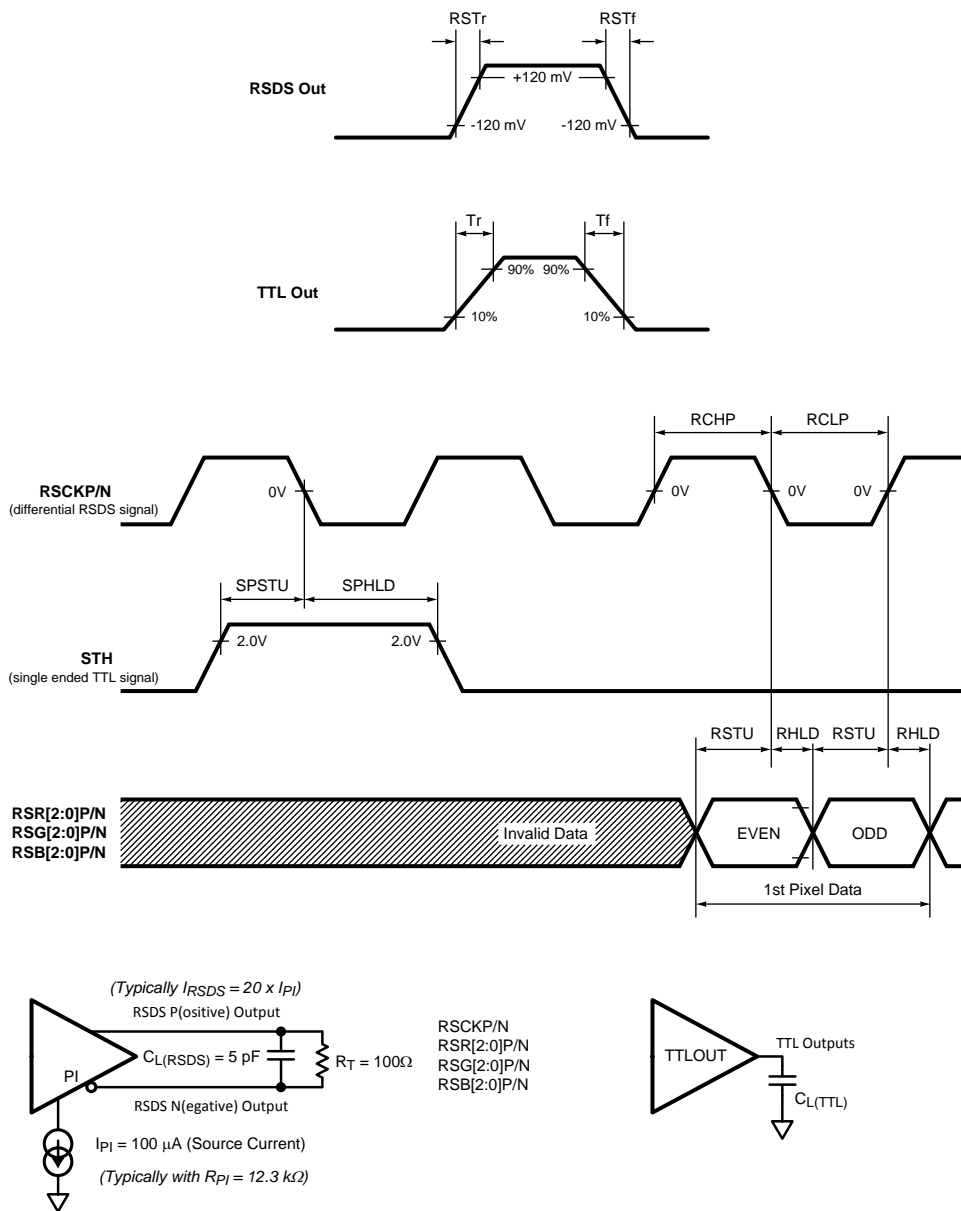 RSTr RSTf
RSDS Out
+120 mV
-120 mV -120 mV
Tr Tf
TTL Out
90% 90%
10% 10%
RCHP RCLP
RSCKP/N
(differential RSDS signal)
0V 0V 0V 0V
SPSTU SPHLD
STH
(single ended TTL signal)
2.0V 2.0V
RSTU RHLD RSTU RHLD
RSR[2:0]P/N
RSG[2:0]P/N
RSB[2:0]P/N
Invalid Data EVEN ODD
1st Pixel Data
(Typically IRSDS = 20 x IPI)
RSDS P(ositive) Output
CL(RSDS) = 5 pF
RT = 100Ω
PI
RSDS N(egative) Output
IPI = 100 μA (Source Current)
(Typically with RPI = 12.3 kΩ)
RSCKP/N
RSR[2:0]P/N
RSG[2:0]P/N
RSB[2:0]P/N
TTLOUT
TTL Outputs
CL(TTL)